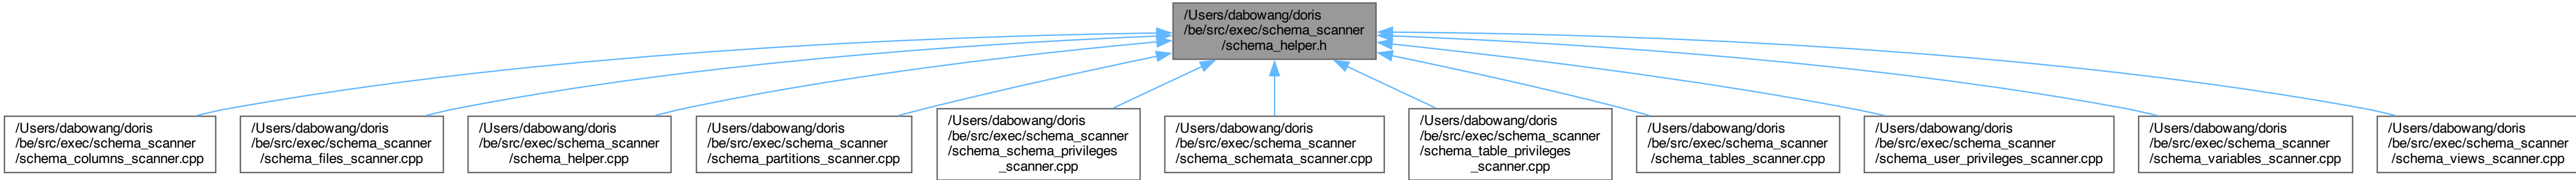 /Users/dabowang/doris
/be/src/exec/schema_scanner
/schema_helper.h
/Users/dabowang/doris
/be/src/exec/schema_scanner
/schema_columns_scanner.cpp
/Users/dabowang/doris
/be/src/exec/schema_scanner
/schema_files_scanner.cpp
/Users/dabowang/doris
/be/src/exec/schema_scanner
/schema_helper.cpp
/Users/dabowang/doris
/be/src/exec/schema_scanner
/schema_partitions_scanner.cpp
/Users/dabowang/doris
/be/src/exec/schema_scanner
/schema_schema_privileges
_scanner.cpp
/Users/dabowang/doris
/be/src/exec/schema_scanner
/schema_schemata_scanner.cpp
/Users/dabowang/doris
/be/src/exec/schema_scanner
/schema_table_privileges
_scanner.cpp
/Users/dabowang/doris
/be/src/exec/schema_scanner
/schema_tables_scanner.cpp
/Users/dabowang/doris
/be/src/exec/schema_scanner
/schema_user_privileges_scanner.cpp
/Users/dabowang/doris
/be/src/exec/schema_scanner
/schema_variables_scanner.cpp
/Users/dabowang/doris
/be/src/exec/schema_scanner
/schema_views_scanner.cpp